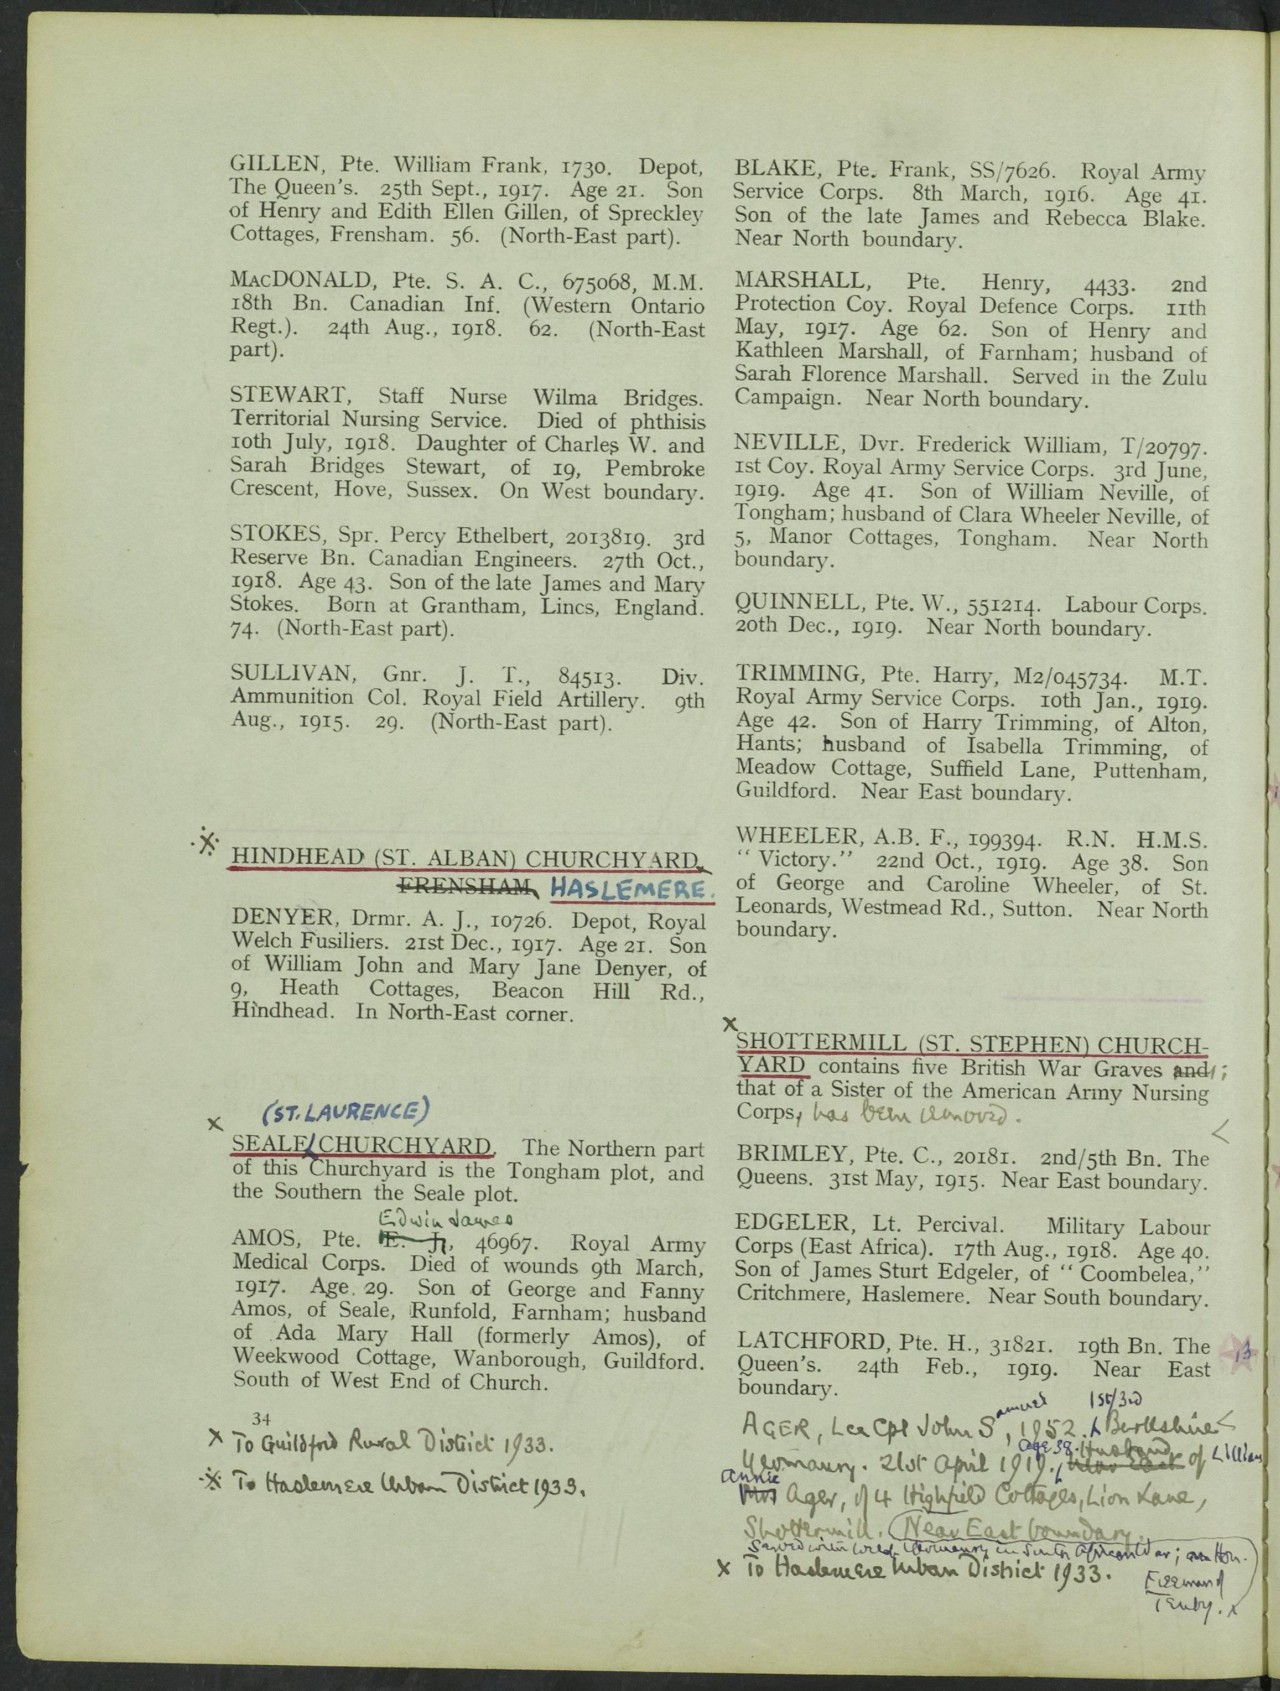 GILLEN, Pte. William Frank, 1730. Depot,
The Queen's. 25th Sept., 1917. Age 21. Son
of Henry and Edith Ellen Gillen, of Spreckley
Cottages, Frensham. 56. (North-East part).
MACDONALD, Pte. S. A. C., 675068, M.M.
18th Bn. Canadian Inf. (Western Ontario
Regt.). 24th Aug., 1918. 62. (North-East
part).
STEWART, Staff Nurse Wilma Bridges.
Territorial Nursing Service. Died of phthisis
10th July, 1918. Daughter of Charles W. and
Sarah Bridges Stewart, of 19, Pembroke
Crescent, Hove, Sussex. On West boundary.
STOKES, Spr. Percy Ethelbert, 2013819. 3rd
Reserve Bn. Canadian Engineers. 27th Oct.,
1918. Age 43. Son of the late James and Mary
Stokes. Born at Grantham, Lincs, England.
74. (North-East part).
SULLIVAN, Gnr. J. T., 84513. Div.
Ammunition Col. Royal Field Artillery. 9th
Aug., 1915. 29. (North-East part).
HINDHEAD (ST. ALBAN) CHURCHYARD,
FRENSHAM, HASLEMERE.
DENYER, Drmr. A. J., 10726. Depot, Royal
Welch Fusiliers. 21st Dec., 1917. Age 21. Son
of William John and Mary Jane Denyer, of
9, Heath Cottages, Beacon Hill Rd.,
Hindhead. In North-East corner.
(ST. LAURENCE)
x SEALE CHURCHYARD. The Northern part
of this Churchyard is the Tongham plot, and
the Southern the Seale plot.
Edwin James
AMOS, Pte. E. J., 46967. Royal Army
Medical Corps. Died of wounds 9th March,
1917. Age 29. Son of George and Fanny
Amos, of Seale, Runfold, Farnham; husband
of Ada Mary Hall (formerly Amos), of
Weekwood Cottage, Wanborough, Guildford.
South of West End of Church.
34
x To Guildford Rural District 1933.
※ To Haslemere Urban District 1933.
BLAKE, Pte. Frank, SS/7626. Royal Army
Service Corps. 8th March, 1916. Age 41.
Son of the late James and Rebecca Blake.
Near North boundary.
MARSHALL, Pte. Henry, 4433. 2nd
Protection Coy. Royal Defence Corps. 11th
May, 1917. Age 62. Son of Henry and
Kathleen Marshall, of Farnham; husband of
Sarah Florence Marshall. Served in the Zulu
Campaign. Near North boundary.
NEVILLE, Dvr. Frederick William, T/20797.
1st Coy. Royal Army Service Corps. 3rd June,
1919. Age 41. Son of William Neville, of
Tongham; husband of Clara Wheeler Neville, of
5, Manor Cottages, Tongham. Near North
boundary.
QUINNELL, Pte. W., 551214. Labour Corps.
20th Dec., 1919. Near North boundary.
TRIMMING, Pte. Harry, M2/045734. M.T.
Royal Army Service Corps. 10th Jan., 1919.
Age 42. Son of Harry Trimming, of Alton,
Hants; husband of Isabella Trimming, of
Meadow Cottage, Suffield Lane, Puttenham,
Guildford. Near East boundary.
WHEELER, A.B. F., 199394. R.N. H.M.S.
"Victory." 22nd Oct., 1919. Age 38. Son
of George and Caroline Wheeler, of St.
Leonards, Westmead Rd., Sutton. Near North
boundary.
x SHOTTERMILL (ST. STEPHEN) CHURCH-
YARD contains five British War Graves and;
that of a Sister of the American Army Nursing
Corps, has been removed.
BRIMLEY, Pte. C., 20181. 2nd/5th Bn. The
Queens. 31st May, 1915. Near East boundary.
EDGELER, Lt. Percival. Military Labour
Corps (East Africa). 17th Aug., 1918. Age 40.
Son of James Sturt Edgeler, of "Coombelea,"
Critchmere, Haslemere. Near South boundary.
LATCHFORD, Pte. H., 31821. 19th Bn. The
Queen's. 24th Feb., 1919. Near East
boundary.
amuel 1st/3rd
AGER, Lce Cpl John S, 1952. Berkshire
age 39. Husband
Yeomanry. 21st April 1919. of Lillian
Annie
Mrs Ager, of 4 Highfield Cottages, Lion Lane,
Shottermill. (Near East boundary.
Served with Yeomanry in South African War; an Hon.
Freeman of
Tenby.
x To Haslemere Urban District 1933.